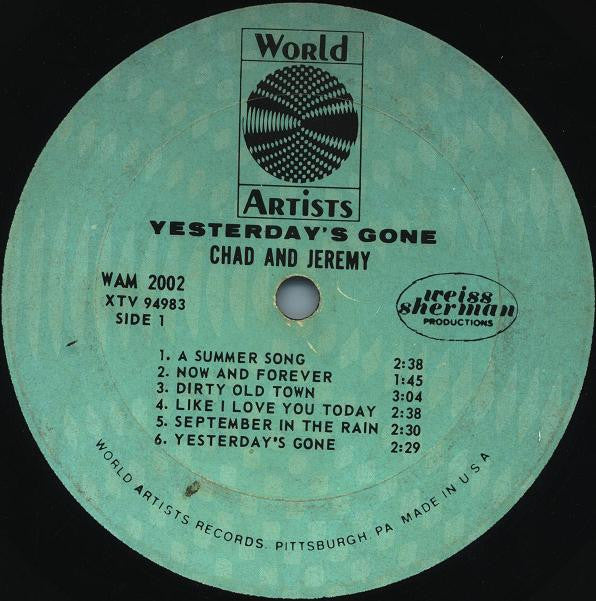 World
Artists
YESTERDAY'S GONE
CHAD AND JEREMY
WAM 2002
XTV 94983
SIDE 1
weiss
sherman
PRODUCTIONS
1. A SUMMER SONG 2:38
2. NOW AND FOREVER 1:45
3. DIRTY OLD TOWN 3:04
4. LIKE I LOVE YOU TODAY 2:38
5. SEPTEMBER IN THE RAIN 2:30
6. YESTERDAY'S GONE 2:29
WORLD ARTISTS RECORDS. PITTSBURGH, PA. MADE IN U.S.A